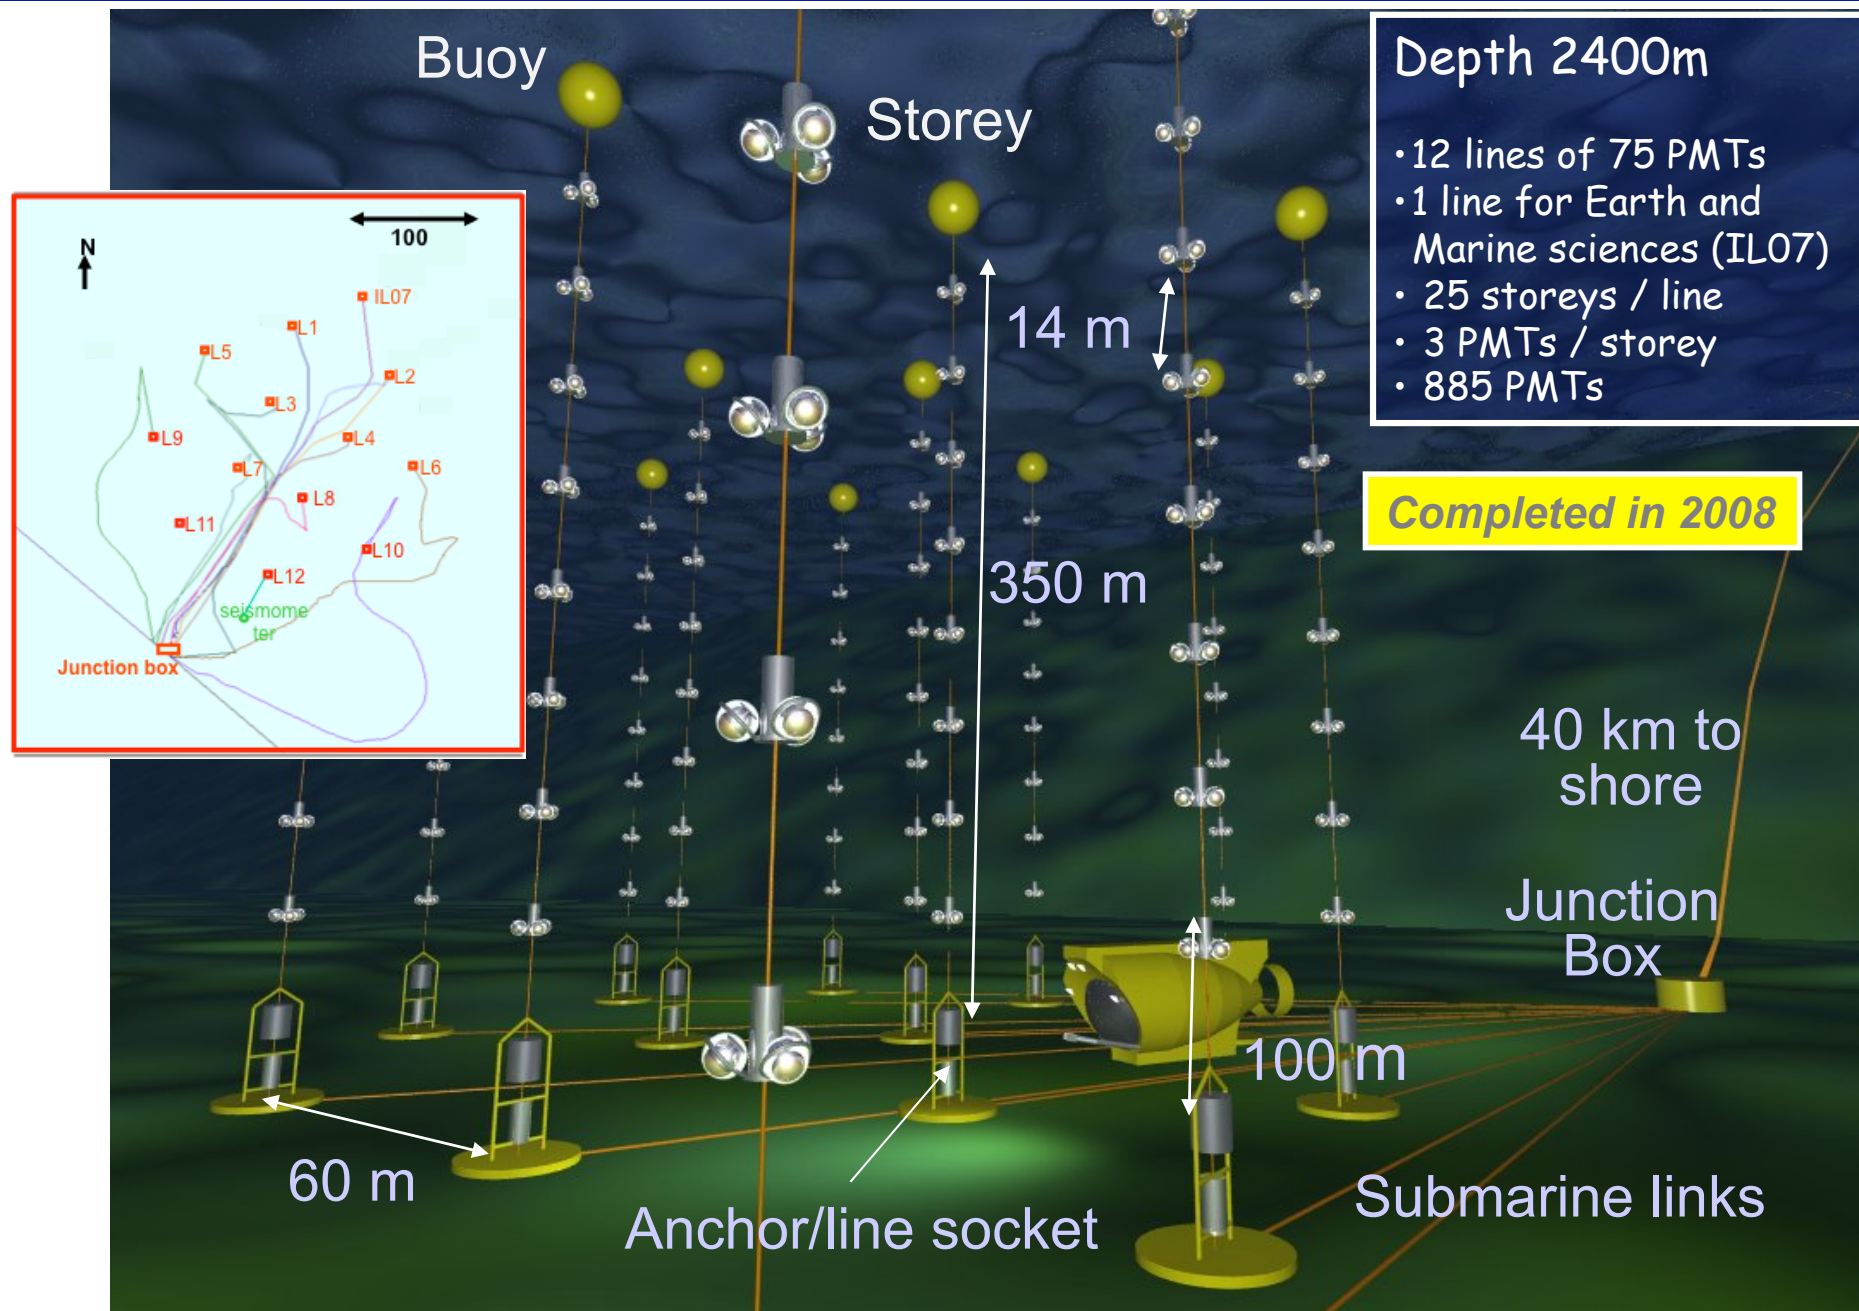 Buoy
Storey
Depth 2400m
•12 lines of 75 PMTs
•1 line for Earth and
Marine sciences (IL07)
• 25 storeys / line
• 3 PMTs / storey
• 885 PMTs
Completed in 2008
14 m
350 m
100 m
60 m
40 km to
shore
Junction
Box
Submarine links
Anchor/line socket
100
N
IL07
L1
L5
L2
L3
L4
L9
L7
L6
L8
L11
L10
L12
seismome
ter
Junction box